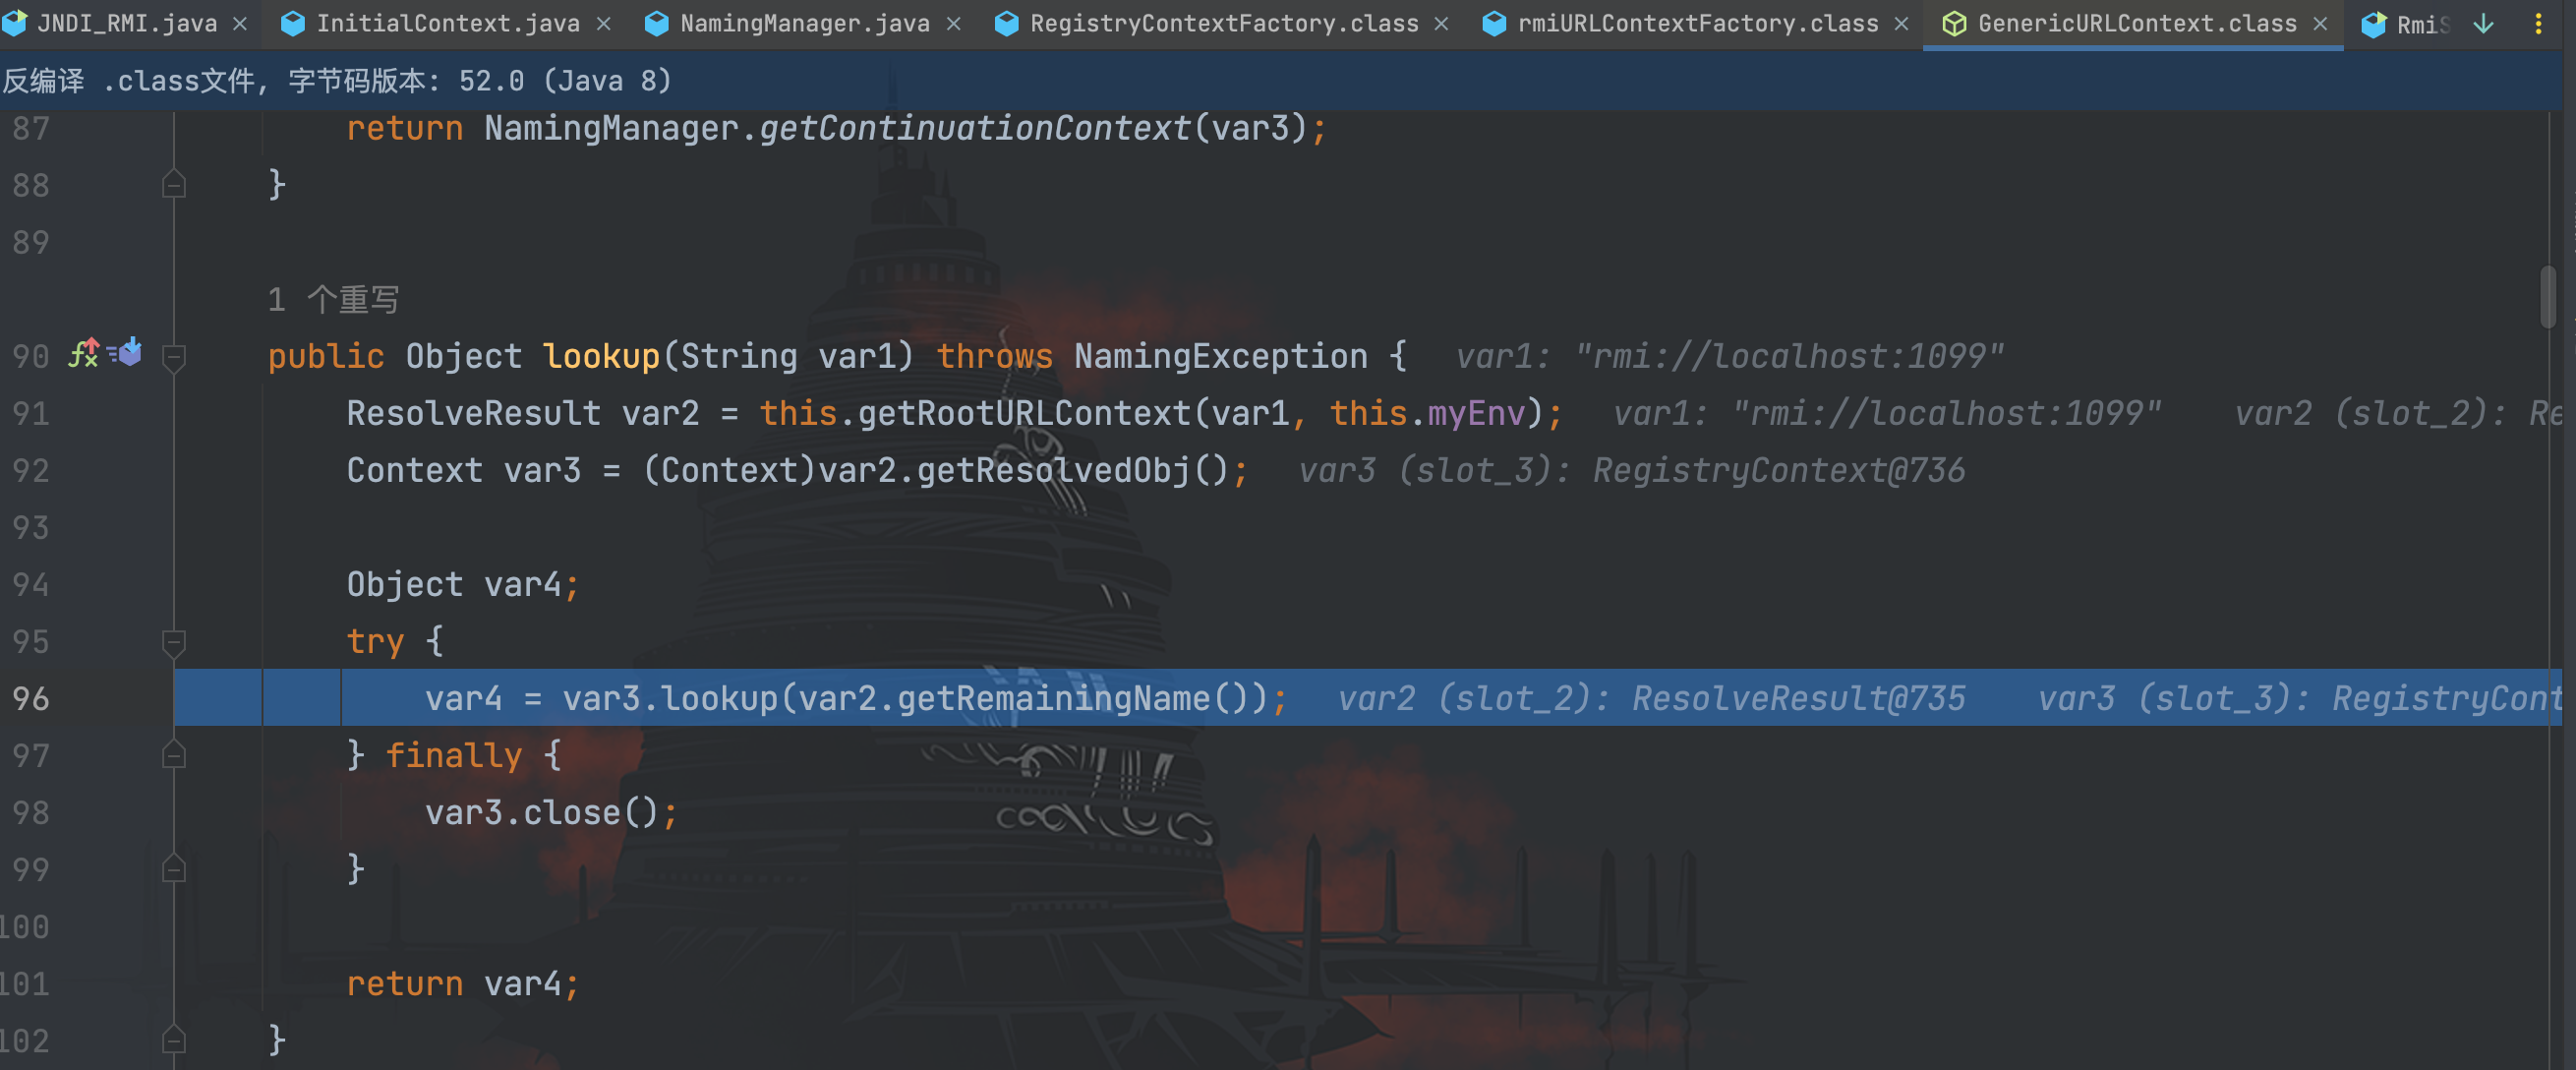 JNDI_RMI.java InitialContext.java NamingManager.java RegistryContextFactory.class rmiURLContextFactory.class GenericURLContext.class RmiS
反编译 .class文件, 字节码版本: 52.0 (Java 8)
87 return NamingManager.getContinuationContext(var3);
88 }
89
1 个重写
90 public Object lookup(String var1) throws NamingException { var1: "rmi://localhost:1099"
91 ResolveResult var2 = this.getRootURLContext(var1, this.myEnv); var1: "rmi://localhost:1099" var2 (slot_2): Re
92 Context var3 = (Context)var2.getResolvedObj(); var3 (slot_3): RegistryContext@736
93
94 Object var4;
95 try {
96 var4 = var3.lookup(var2.getRemainingName()); var2 (slot_2): ResolveResult@735 var3 (slot_3): RegistryCont
97 } finally {
98 var3.close();
99 }
100
101 return var4;
102 }